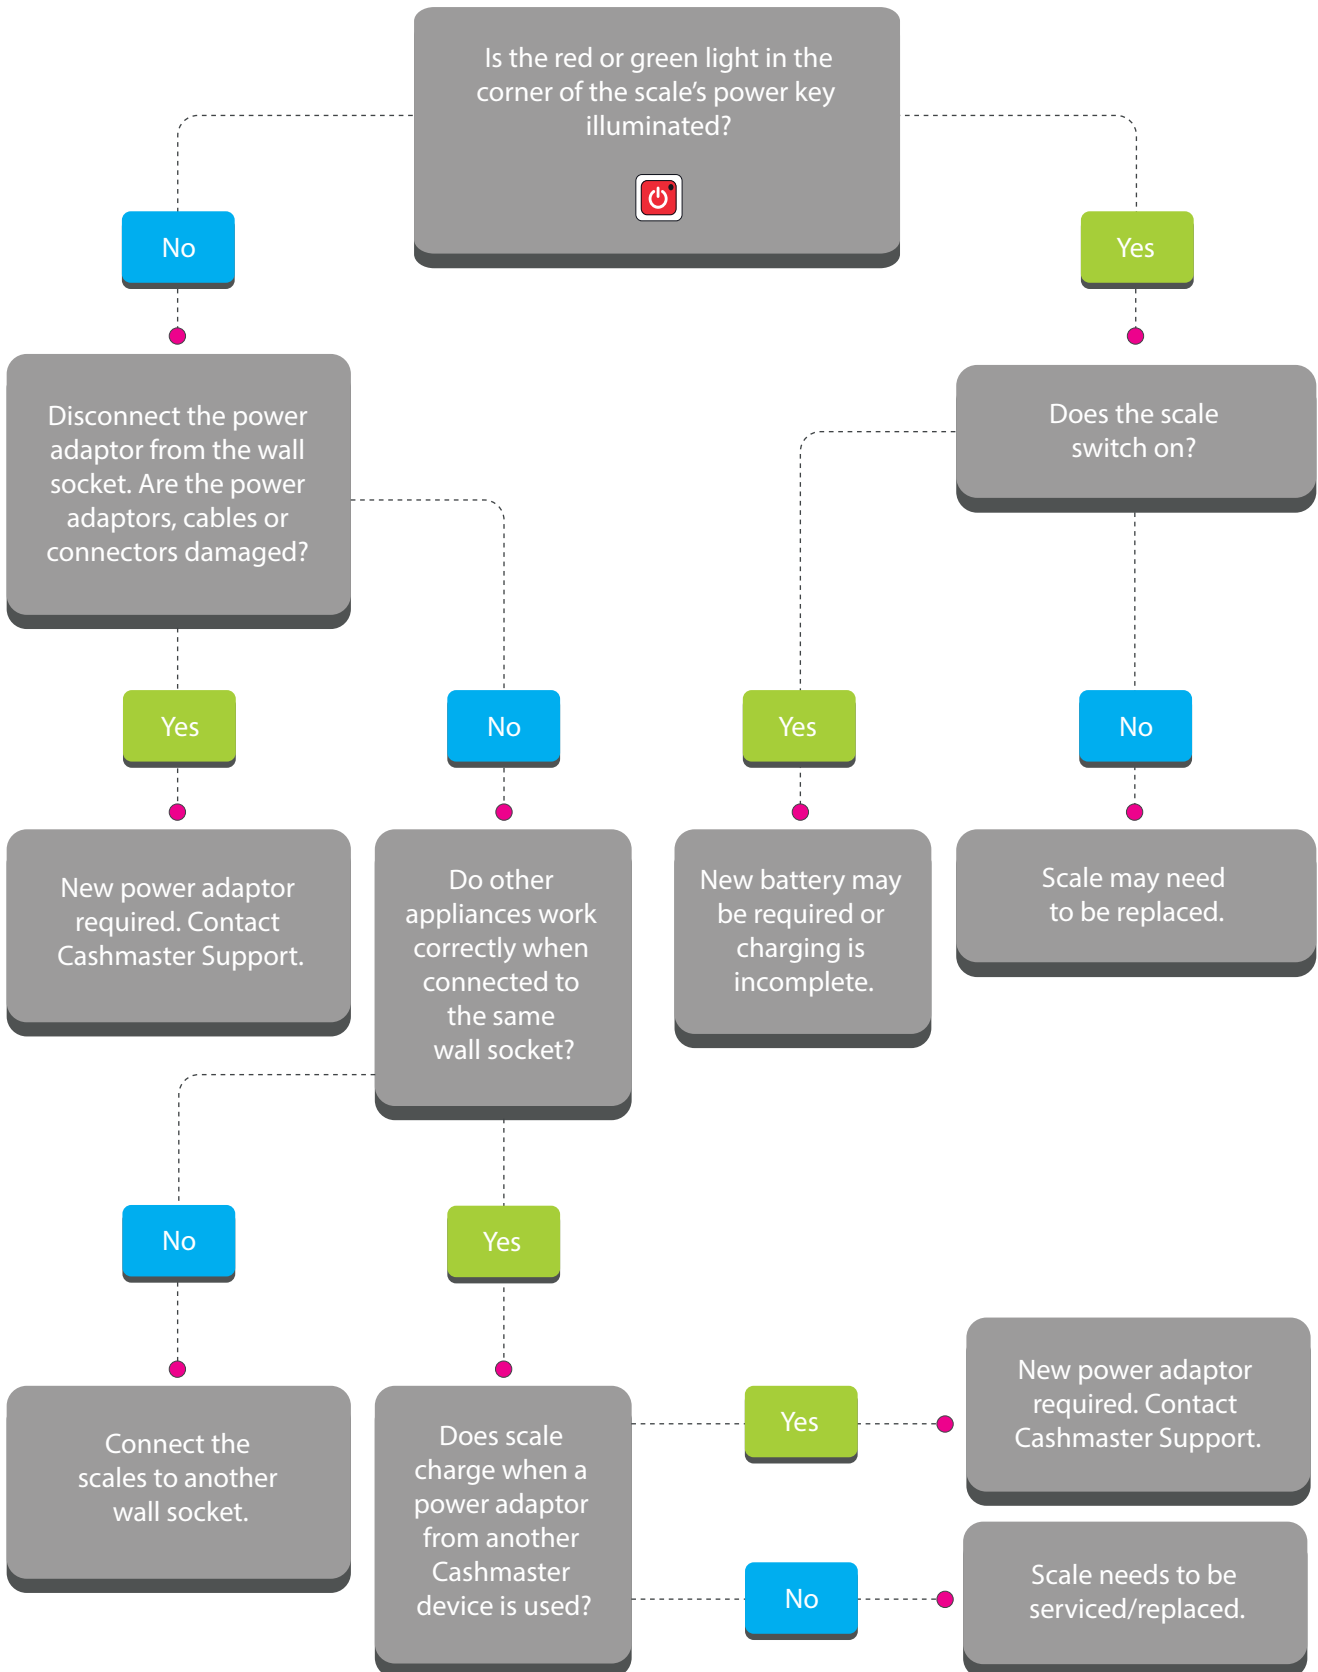 Is the red or green light in the
corner of the scale’s power key
illuminated?
No
Yes
Disconnect the power
adaptor from the wall
socket. Are the power
adaptors, cables or
connectors damaged?
Does the scale
switch on?
Yes
No
Yes
No
New power adaptor
required. Contact
Cashmaster Support.
Do other
appliances work
correctly when
connected to
the same
wall socket?
New battery may
be required or
charging is
incomplete.
Scale may need
to be replaced.
No
Yes
Connect the
scales to another
wall socket.
Does scale
charge when a
power adaptor
from another
Cashmaster
device is used?
Yes
New power adaptor
required. Contact
Cashmaster Support.
No
Scale needs to be
serviced/replaced.